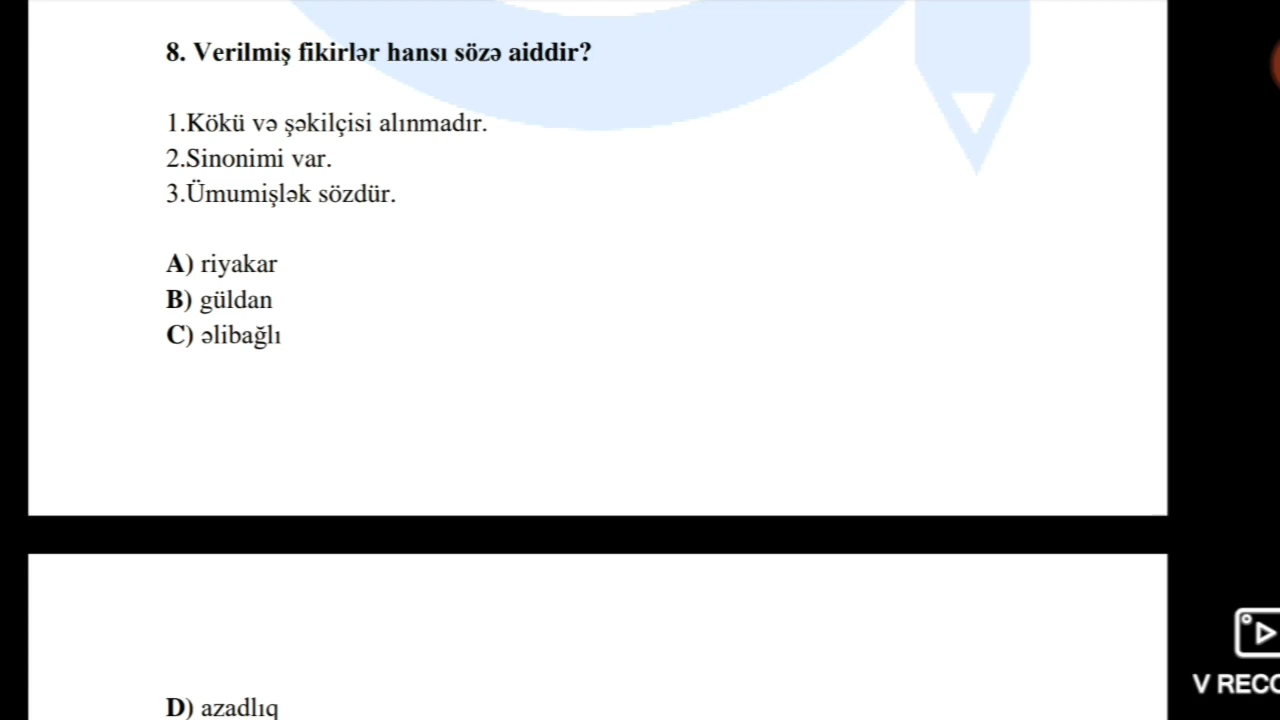 8. Verilmiş fikirlər hansı sözə aiddir?
1.Kökü və şəkilçisi alınmadır.
2.Sinonimi var.
3.Ümumişlək sözdür.
A) riyakar
B) güldan
C) əlibağlı
D) azadlıq
V RECO